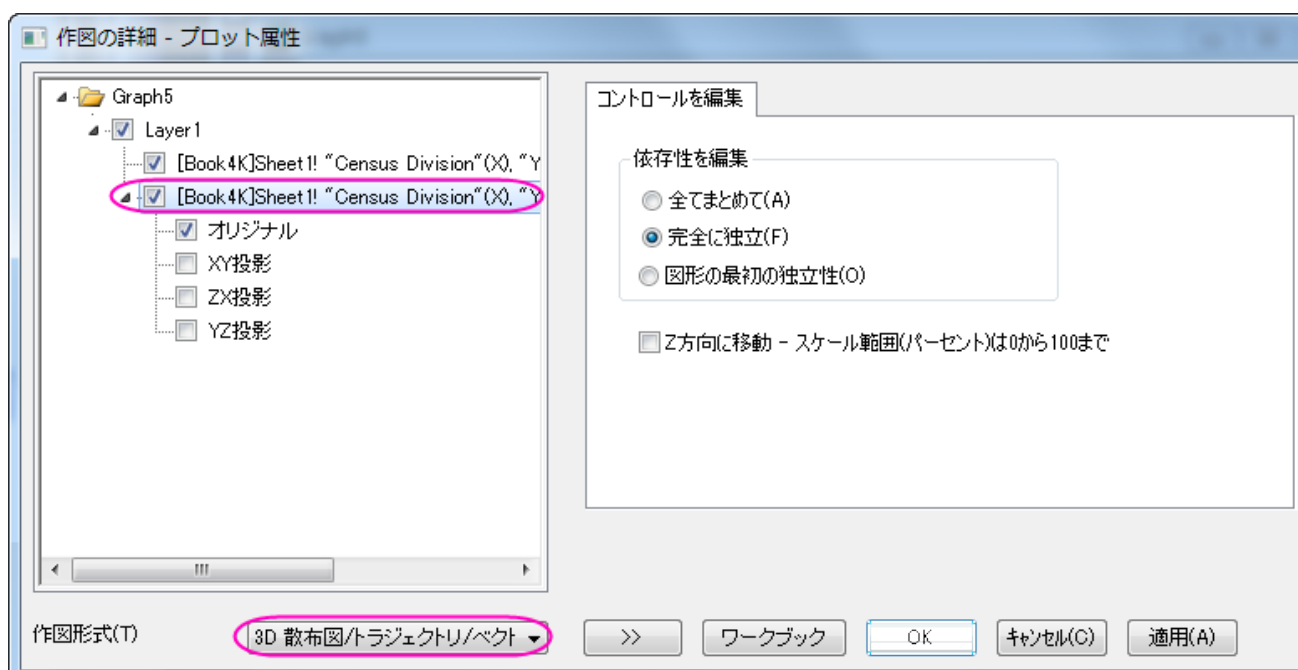 作図の詳細 - プロット属性
Graph5
Layer1
[Book4K]Sheet1! "Census Division"(X), "Y
[Book4K]Sheet1! "Census Division"(X), "Y
オリジナル
XY投影
ZX投影
YZ投影
コントロールを編集
依存性を編集
全てまとめて(A)
完全に独立(F)
図形の最初の独立性(O)
Z方向に移動 - スケール範囲(パーセント)は0から100まで
作図形式(T)
3D 散布図/トラジェクトリ/ベクト
>>
ワークブック
OK
キャンセル(C)
適用(A)